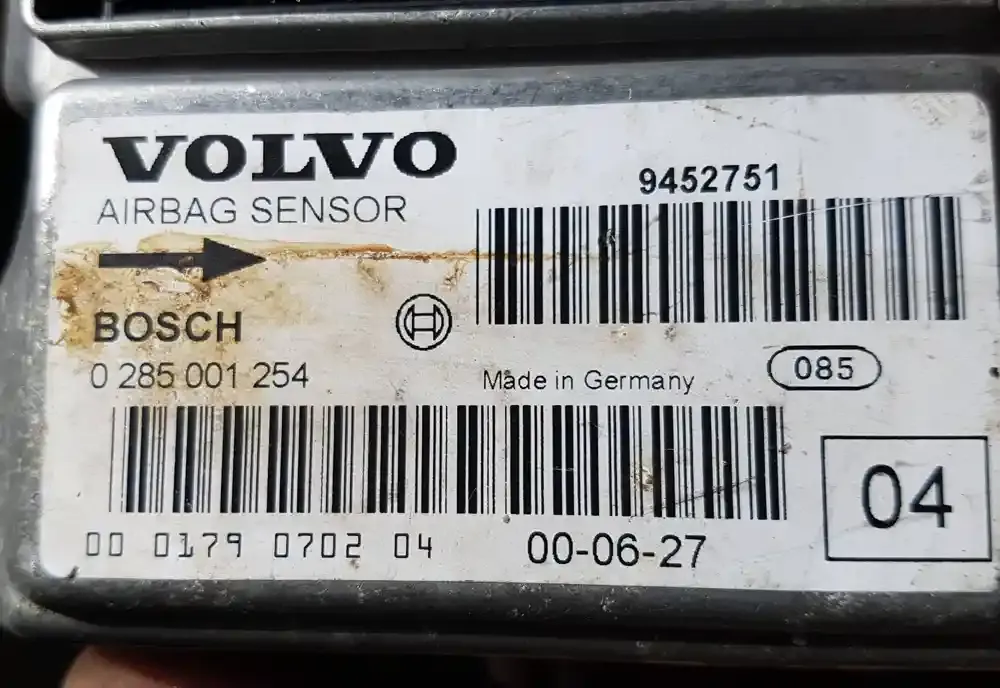 VOLVO
AIRBAG SENSOR
9452751
BOSCH
0 285 001 254
Made in Germany
085
04
00 0179 0702 04
00-06-27